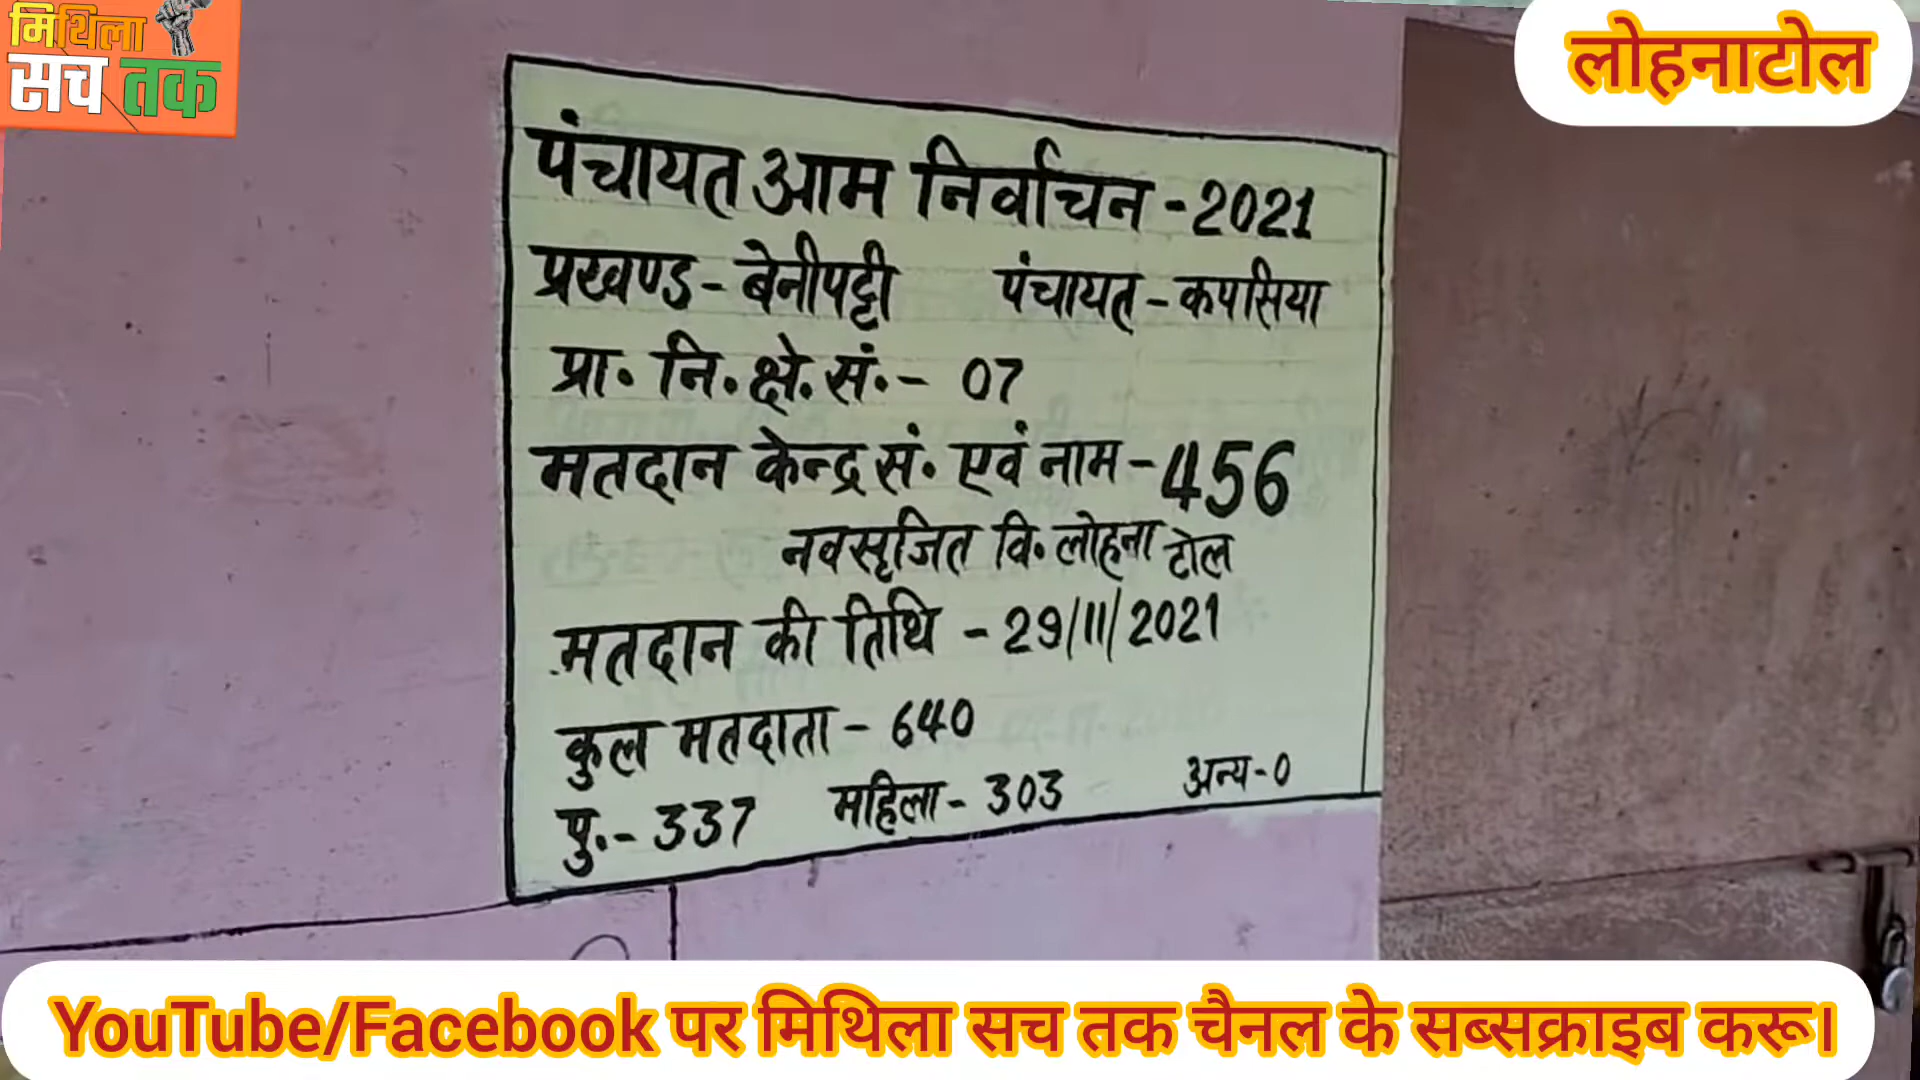 मिथिला
सच तक
लोहनाटोल
पंचायत आम निर्वाचन - 2021
प्रखण्ड - बेनीपट्टी पंचायत - कपसिया
प्रा. नि. क्षे. सं. - 07
मतदान केन्द्र सं. एवं नाम - 456
नवसृजित वि. लोहना टोल
मतदान की तिथि - 29/11/2021
कुल मतदाता - 640
पु. - 337 महिला - 303 अन्य - 0
YouTube/Facebook पर मिथिला सच तक चैनल के सब्सक्राइब करू।